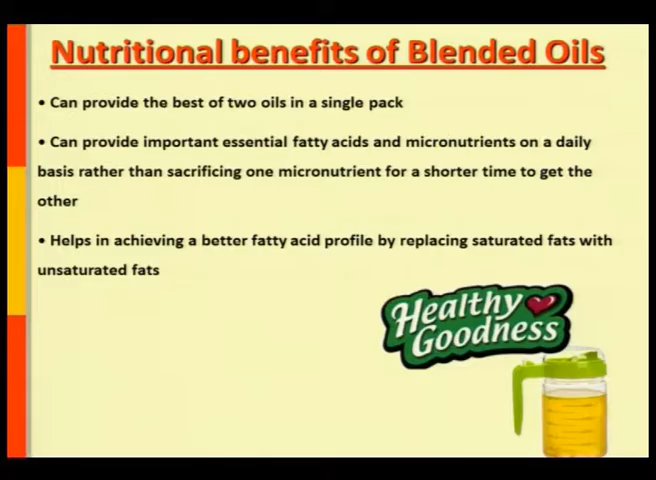 Nutritional benefits of Blended Oils
• Can provide the best of two oils in a single pack
• Can provide important essential fatty acids and micronutrients on a daily
basis rather than sacrificing one micronutrient for a shorter time to get the
other
• Helps in achieving a better fatty acid profile by replacing saturated fats with
unsaturated fats
Healthy
Goodness